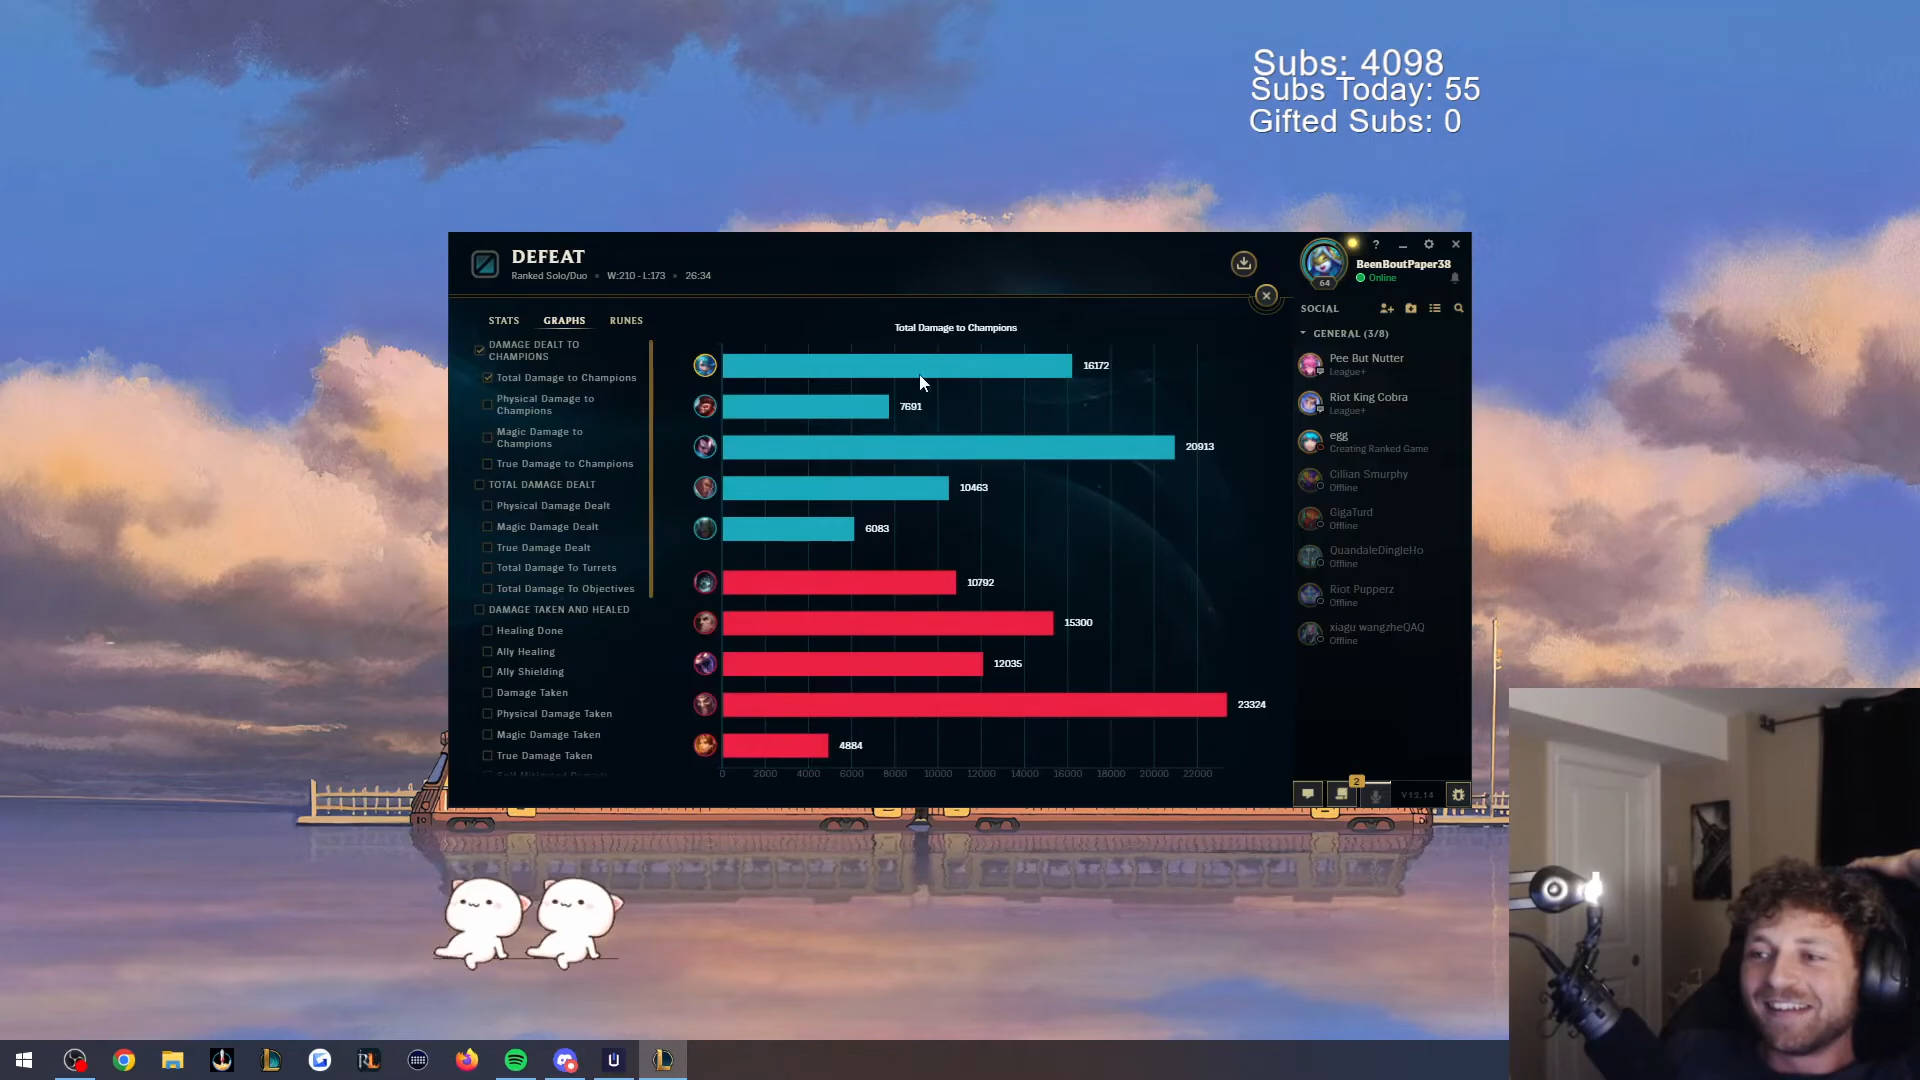 Subs: 4098
Subs Today: 55
Gifted Subs: 0
DEFEAT
Ranked Solo/Duo • W:210 - L:173 • 26:34
?
BeenBoutPaper38
Online
64
SOCIAL
GENERAL (3/8)
Pee But Nutter
League+
Riot King Cobra
League+
egg
Creating Ranked Game
Cillian Smurphy
Offline
GigaTurd
Offline
QuandaleDingleHo
Offline
Riot Pupperz
Offline
xiagu wangzheQAQ
Offline
2
V12.14
STATS
GRAPHS
RUNES
DAMAGE DEALT TO
CHAMPIONS
Total Damage to Champions
Physical Damage to
Champions
Magic Damage to
Champions
True Damage to Champions
TOTAL DAMAGE DEALT
Physical Damage Dealt
Magic Damage Dealt
True Damage Dealt
Total Damage To Turrets
Total Damage To Objectives
DAMAGE TAKEN AND HEALED
Healing Done
Ally Healing
Ally Shielding
Damage Taken
Physical Damage Taken
Magic Damage Taken
True Damage Taken
Total Damage to Champions
16172
7691
20913
10463
6083
10792
15300
12035
23324
4884
0 2000 4000 6000 8000 10000 12000 14000 16000 18000 20000 22000